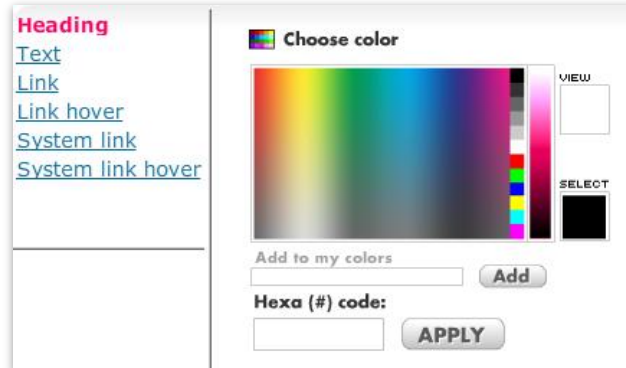 Heading
Text
Link
Link hover
System link
System link hover
Choose color
VIEW
SELECT
Add to my colors
Add
Hexa (#) code:
APPLY